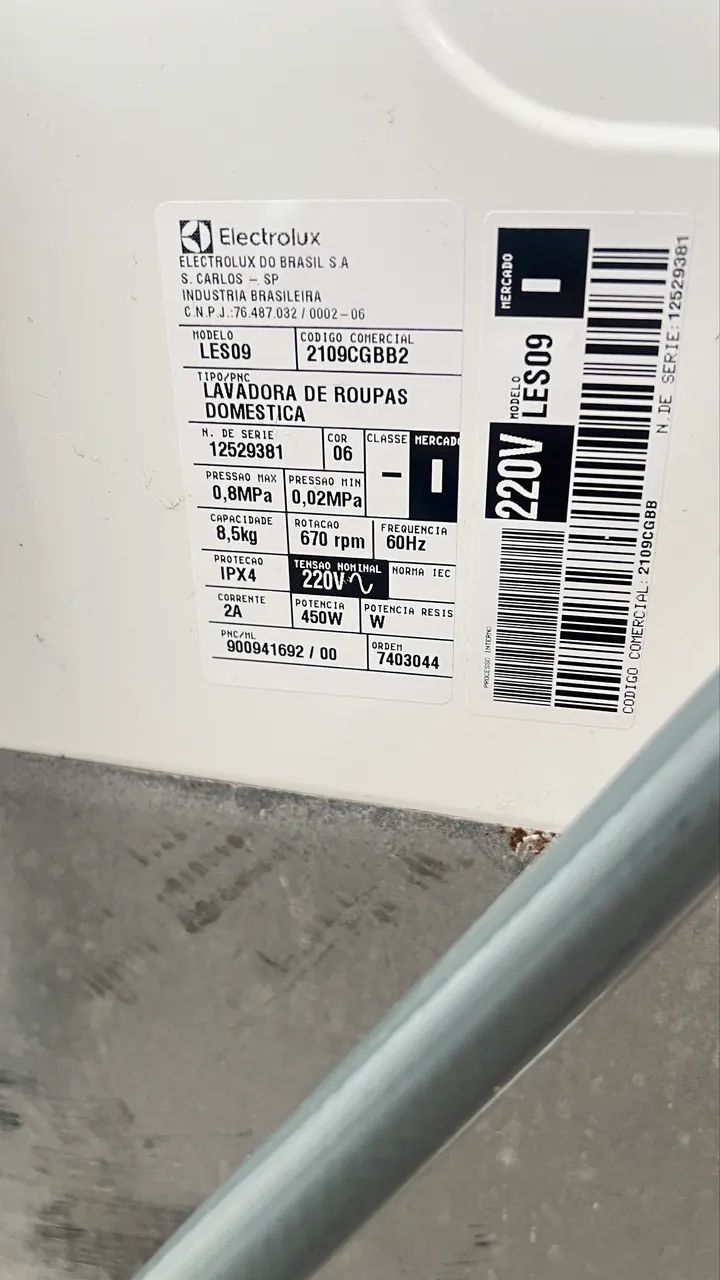 Electrolux
ELECTROLUX DO BRASIL S.A
S. CARLOS - SP
INDUSTRIA BRASILEIRA
C.N.P.J.:76.487.032 / 0002-06
MODELO
LES09
CODIGO COMERCIAL
2109CGBB2
TIPO/PNC
LAVADORA DE ROUPAS
DOMESTICA
N. DE SERIE
12529381
COR
06
CLASSE
–
MERCADO
I
PRESSAO MAX
0,8MPa
PRESSAO MIN
0,02MPa
CAPACIDADE
8,5kg
ROTACAO
670 rpm
FREQUENCIA
60Hz
PROTECAO
IPX4
TENSAO NOMINAL
220V~
NORMA IEC
CORRENTE
2A
POTENCIA
450W
POTENCIA RESIS
W
PNC/ML
900941692 / 00
ORDEM
7403044
MERCADO
I
MODELO
LES09
220V
PROCESSO INTERNO
CODIGO COMERCIAL: 2109CGBB
N.DE SERIE:12529381